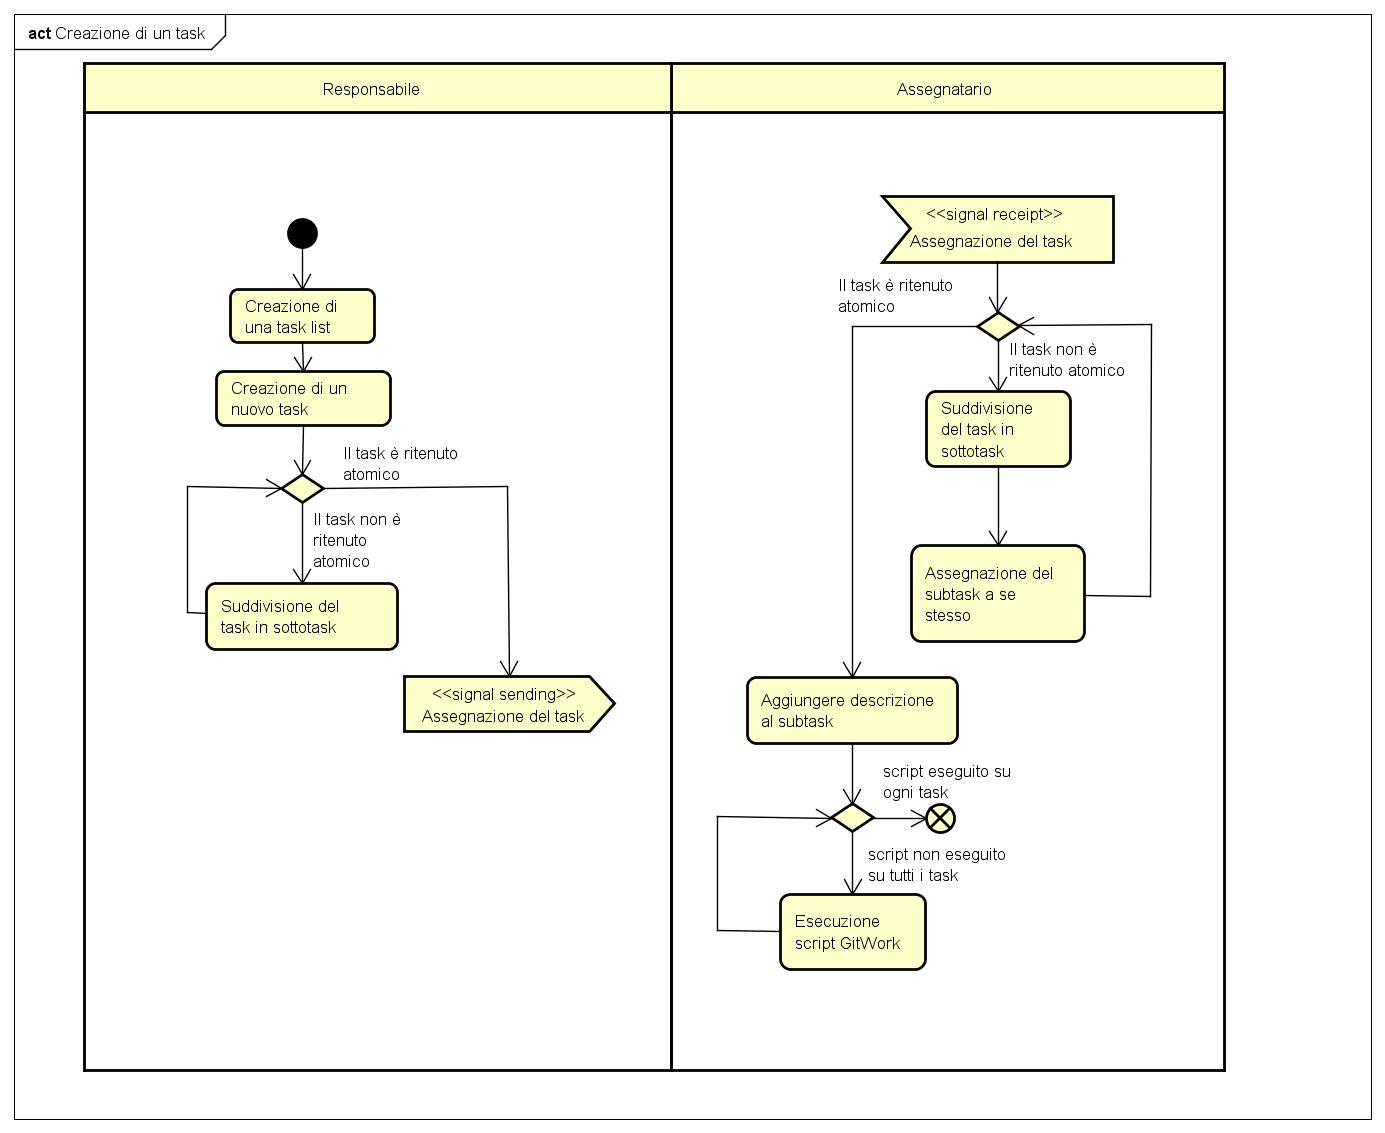 act Creazione di un task
Responsabile
Assegnatario
Creazione di
una task list
Creazione di un
nuovo task
Il task è ritenuto
atomico
Il task non è
ritenuto
atomico
Suddivisione del
task in sottotask
<<signal sending>>
Assegnazione del task
<<signal receipt>>
Assegnazione del task
Il task è ritenuto
atomico
Il task non è
ritenuto atomico
Suddivisione
del task in
sottotask
Assegnazione del
subtask a se
stesso
Aggiungere descrizione
al subtask
script eseguito su
ogni task
script non eseguito
su tutti i task
Esecuzione
script GitWork